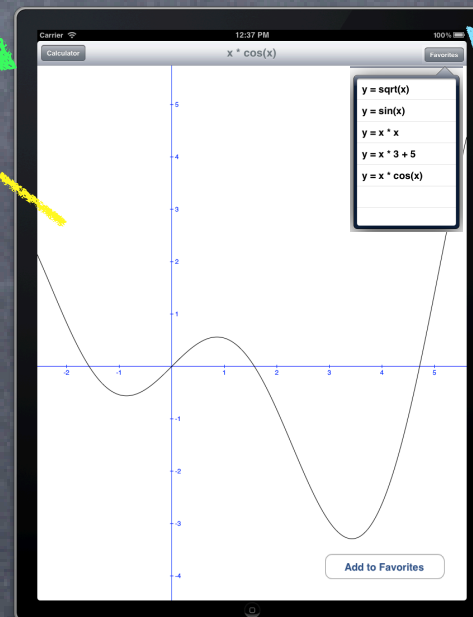 Carrier 12:37 PM 100%
Calculator x * cos(x) Favorites
y = sqrt(x)
y = sin(x)
y = x * x
y = x * 3 + 5
y = x * cos(x)
5
4
3
2
1
-2 -1 1 2 3 4 5
-1
-2
-3
-4
Add to Favorites